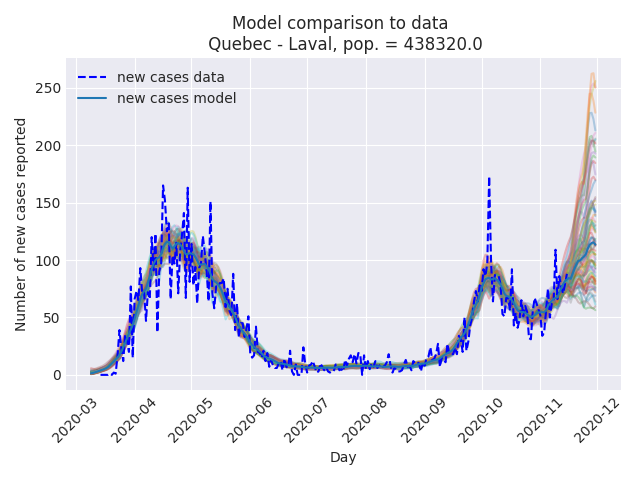 Model comparison to data
Quebec - Laval, pop. = 438320.0
new cases data
new cases model
Number of new cases reported
250
200
150
100
50
0
2020-03
2020-04
2020-05
2020-06
2020-07
2020-08
2020-09
2020-10
2020-11
2020-12
Day